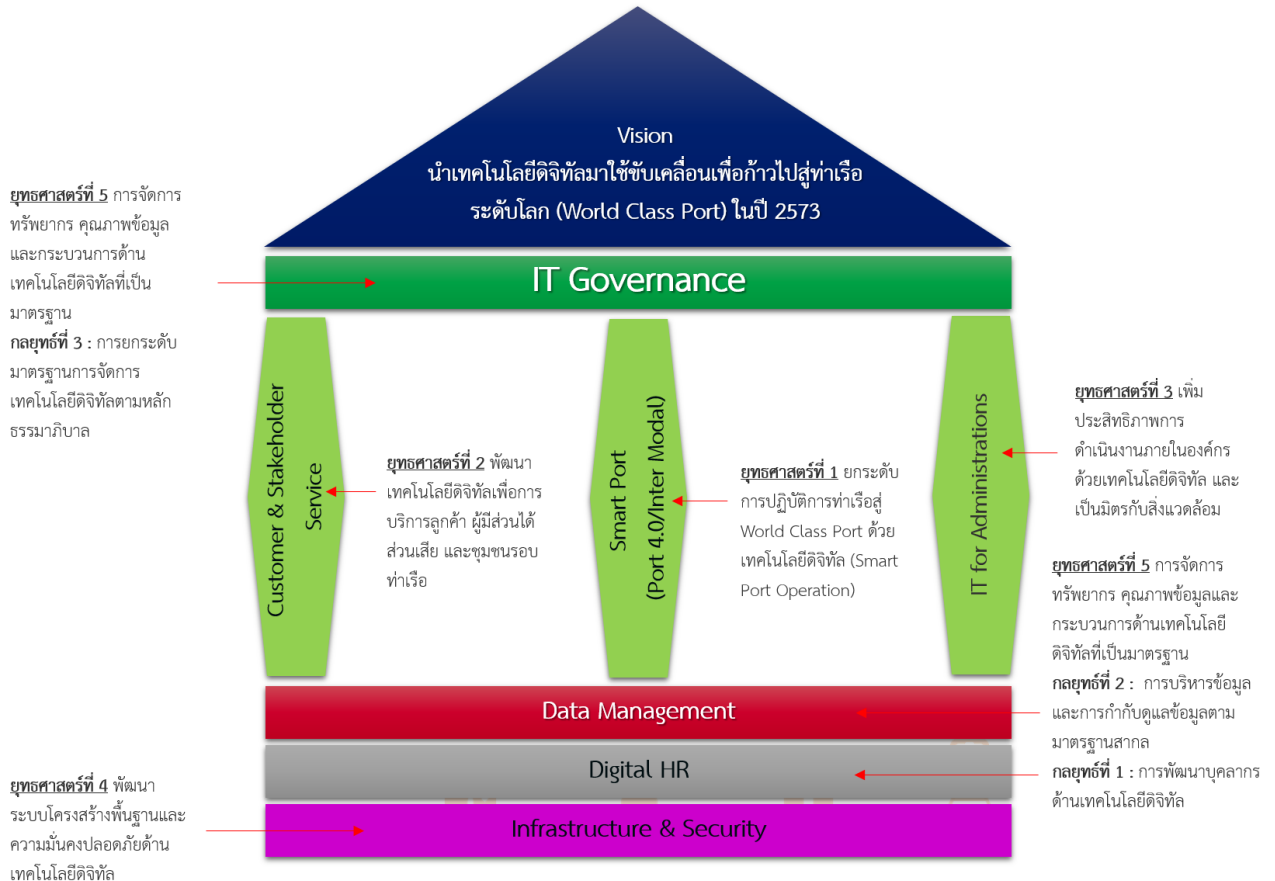 Vision
นำเทคโนโลยีดิจิทัลมาใช้ขับเคลื่อนเพื่อก้าวไปสู่ท่าเรือ
ระดับโลก (World Class Port) ในปี 2573
IT Governance
ยุทธศาสตร์ที่ 5 การจัดการ
ทรัพยากร คุณภาพข้อมูล
และกระบวนการด้าน
เทคโนโลยีดิจิทัลที่เป็น
มาตรฐาน
กลยุทธ์ที่ 3 : การยกระดับ
มาตรฐานการจัดการ
เทคโนโลยีดิจิทัลตามหลัก
ธรรมาภิบาล
Customer & Stakeholder
Service
ยุทธศาสตร์ที่ 2 พัฒนา
เทคโนโลยีดิจิทัลเพื่อการ
บริการลูกค้า ผู้มีส่วนได้
ส่วนเสีย และชุมชนรอบ
ท่าเรือ
Smart Port
(Port 4.0/Inter Modal)
ยุทธศาสตร์ที่ 1 ยกระดับ
การปฏิบัติการท่าเรือสู่
World Class Port ด้วย
เทคโนโลยีดิจิทัล (Smart
Port Operation)
IT for Administrations
ยุทธศาสตร์ที่ 3 เพิ่ม
ประสิทธิภาพการ
ดำเนินงานภายในองค์กร
ด้วยเทคโนโลยีดิจิทัล และ
เป็นมิตรกับสิ่งแวดล้อม
ยุทธศาสตร์ที่ 5 การจัดการ
ทรัพยากร คุณภาพข้อมูลและ
กระบวนการด้านเทคโนโลยี
ดิจิทัลที่เป็นมาตรฐาน
กลยุทธ์ที่ 2 : การบริหารข้อมูล
และการกำกับดูแลข้อมูลตาม
มาตรฐานสากล
กลยุทธ์ที่ 1 : การพัฒนาบุคลากร
ด้านเทคโนโลยีดิจิทัล
Data Management
Digital HR
Infrastructure & Security
ยุทธศาสตร์ที่ 4 พัฒนา
ระบบโครงสร้างพื้นฐานและ
ความมั่นคงปลอดภัยด้าน
เทคโนโลยีดิจิทัล